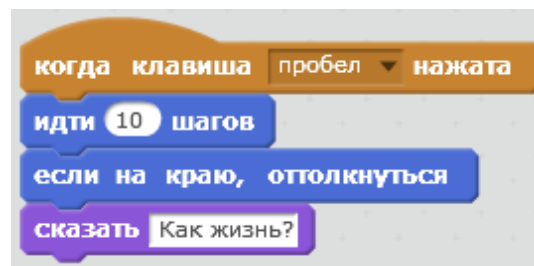 когда клавиша пробел нажата
идти 10 шагов
если на краю, оттолкнуться
сказать Как жизнь?